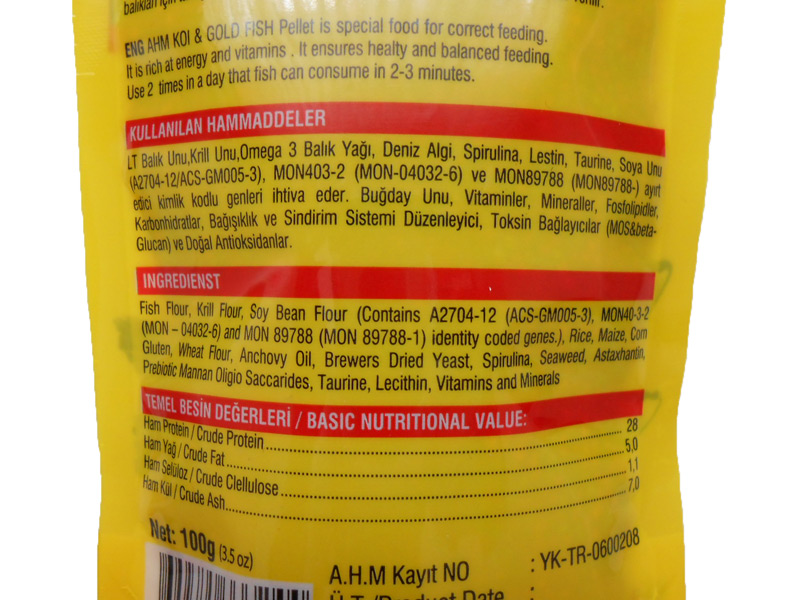 balıkları için
ENG AHM KOI & GOLD FISH Pellet is special food for correct feeding.
It is rich at energy and vitamins . It ensures healty and balanced feeding.
Use 2 times in a day that fish can consume in 2-3 minutes.
KULLANILAN HAMMADDELER
LT Balık Unu,Krill Unu,Omega 3 Balık Yağı, Deniz Algi, Spirulina, Lestin, Taurine, Soya Unu
(A2704-12/ACS-GM005-3), MON403-2 (MON-04032-6) ve MON89788 (MON89788-) ayırt
edici kimlik kodlu genleri ihtiva eder. Buğday Unu, Vitaminler, Mineraller, Fosfolipidler,
Karbonhidratlar, Bağışıklık ve Sindirim Sistemi Düzenleyici, Toksin Bağlayıcılar (MOS&beta-
Glucan) ve Doğal Antioksidanlar.
INGREDIENST
Fish Flour, Krill Flour, Soy Bean Flour (Contains A2704-12 (ACS-GM005-3), MON40-3-2
(MON – 04032-6) and MON 89788 (MON 89788-1) identity coded genes.), Rice, Maize, Corn
Gluten, Wheat Flour, Anchovy Oil, Brewers Dried Yeast, Spirulina, Seaweed, Astaxhantin,
Prebiotic Mannan Oligio Saccarides, Taurine, Lecithin, Vitamins and Minerals
TEMEL BESİN DEĞERLERİ / BASIC NUTRITIONAL VALUE:
Ham Protein / Crude Protein 28
Ham Yağ / Crude Fat 5,0
Ham Selüloz / Crude Clellulose 1,1
Ham Kül / Crude Ash 7,0
Net: 100g (3.5 oz)
A.H.M Kayıt NO : YK-TR-0600208
Ü.T./Product Date :